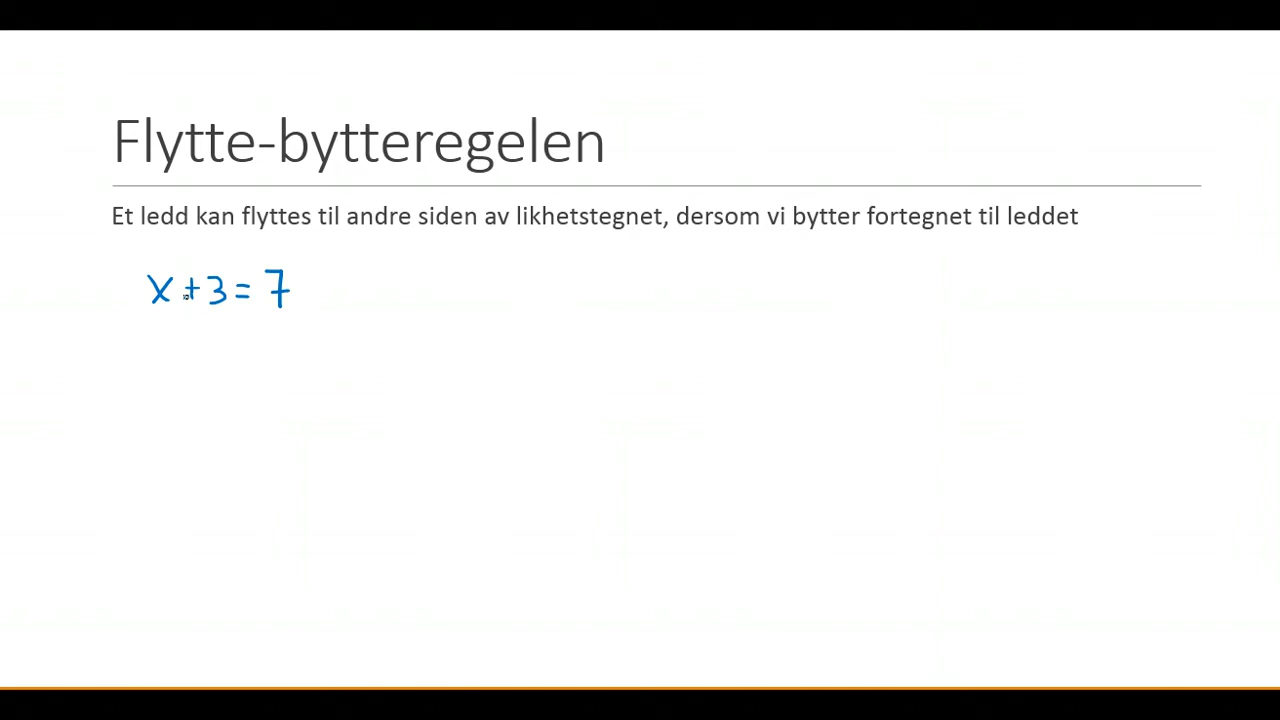 Flytte-bytteregelen
Et ledd kan flyttes til andre siden av likhetstegnet, dersom vi bytter fortegnet til leddet
x + 3 = 7